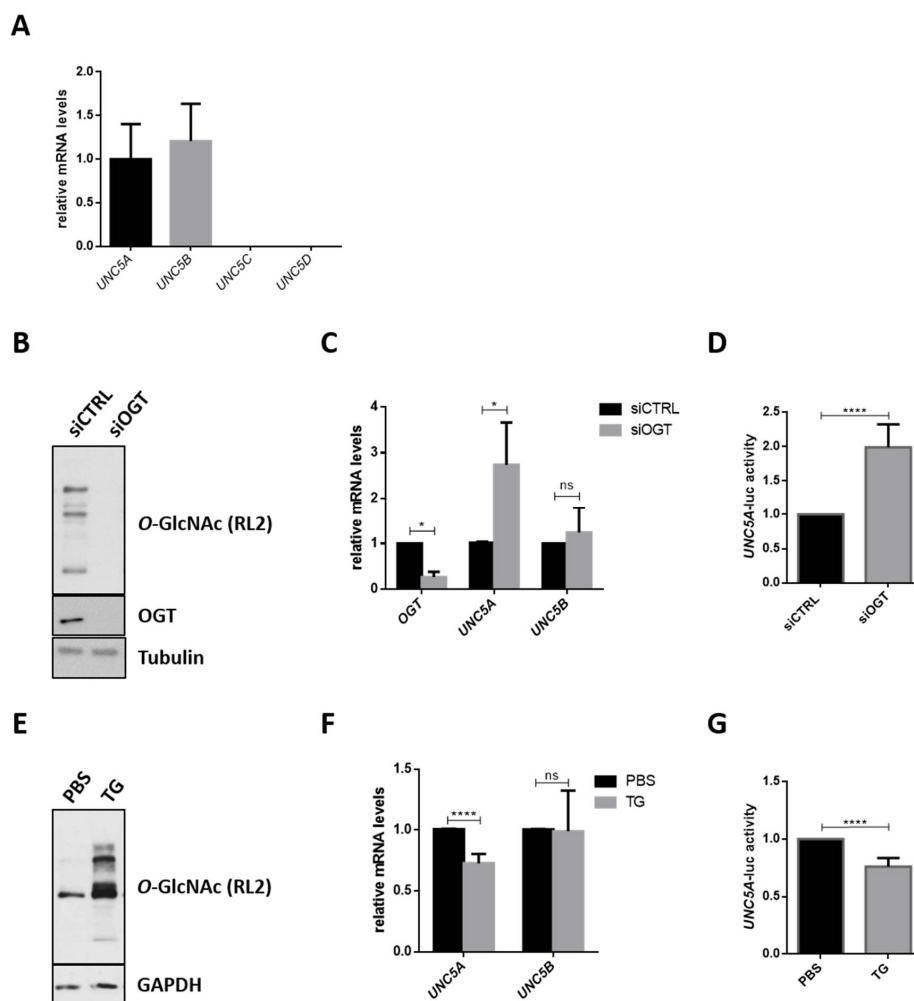 A
relative mRNA levels
2.0
1.5
1.0
0.5
0.0
UNC5A
UNC5B
UNC5C
UNC5D
B
siCTRL
siOGT
O-GlcNAc (RL2)
OGT
Tubulin
C
relative mRNA levels
4
3
2
1
0
*
*
ns
siCTRL
siOGT
OGT
UNC5A
UNC5B
D
UNC5A-luc activity
2.5
2.0
1.5
1.0
0.5
0.0
****
siCTRL
siOGT
E
PBS
TG
O-GlcNAc (RL2)
GAPDH
F
relative mRNA levels
1.5
1.0
0.5
0.0
****
ns
PBS
TG
UNC5A
UNC5B
G
UNC5A-luc activity
1.5
1.0
0.5
0.0
****
PBS
TG